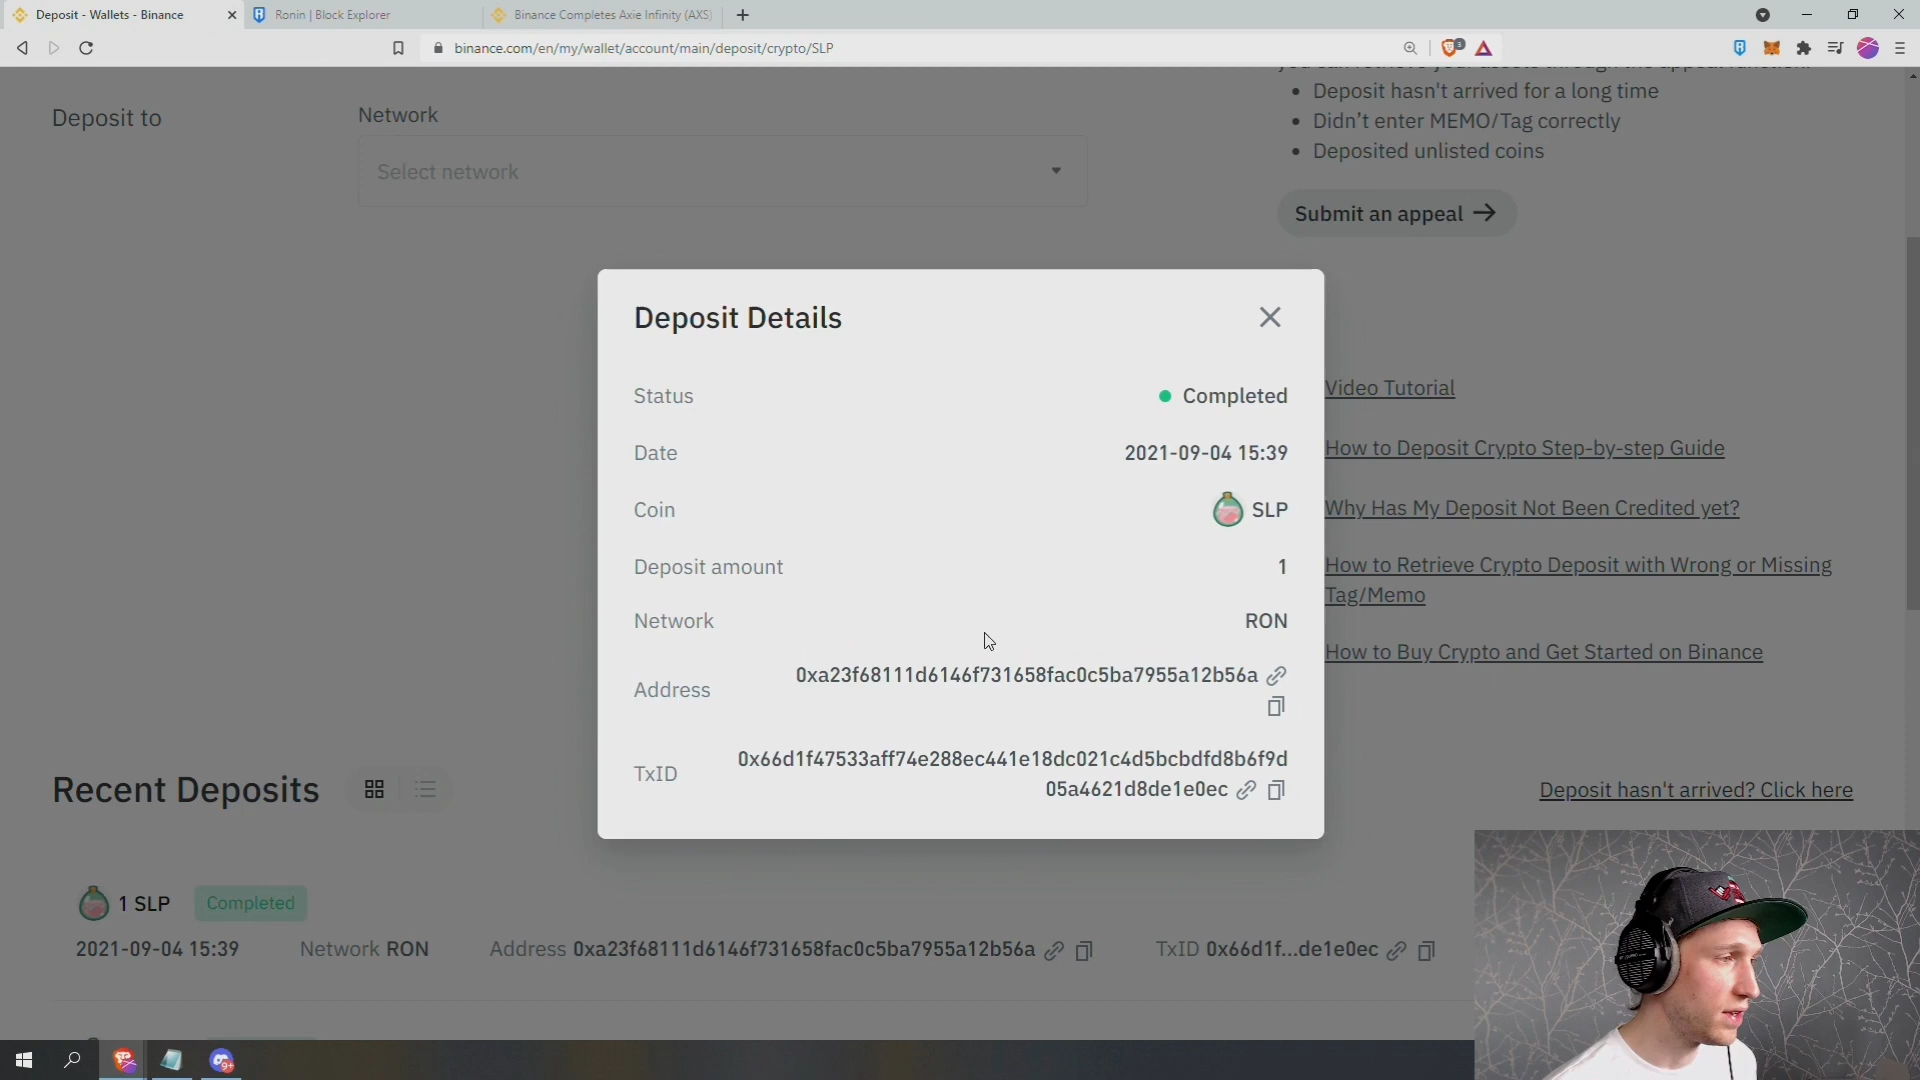 Deposit - Wallets - Binance
Ronin | Block Explorer
Binance Completes Axie Infinity (AXS)
binance.com/en/my/wallet/account/main/deposit/crypto/SLP
3
Deposit to
Network
Select network
Deposit hasn't arrived for a long time
Didn’t enter MEMO/Tag correctly
Deposited unlisted coins
Submit an appeal
Deposit Details
Status
Completed
Date
2021-09-04 15:39
Coin
SLP
Deposit amount
1
Network
RON
Address
0xa23f68111d6146f731658fac0c5ba7955a12b56a
TxID
0x66d1f47533aff74e288ec441e18dc021c4d5bcbdfd8b6f9d
05a4621d8de1e0ec
Video Tutorial
How to Deposit Crypto Step-by-step Guide
Why Has My Deposit Not Been Credited yet?
How to Retrieve Crypto Deposit with Wrong or Missing
Tag/Memo
How to Buy Crypto and Get Started on Binance
Recent Deposits
Deposit hasn't arrived? Click here
1 SLP
Completed
2021-09-04 15:39
Network RON
Address 0xa23f68111d6146f731658fac0c5ba7955a12b56a
TxID 0x66d1f...de1e0ec
9+